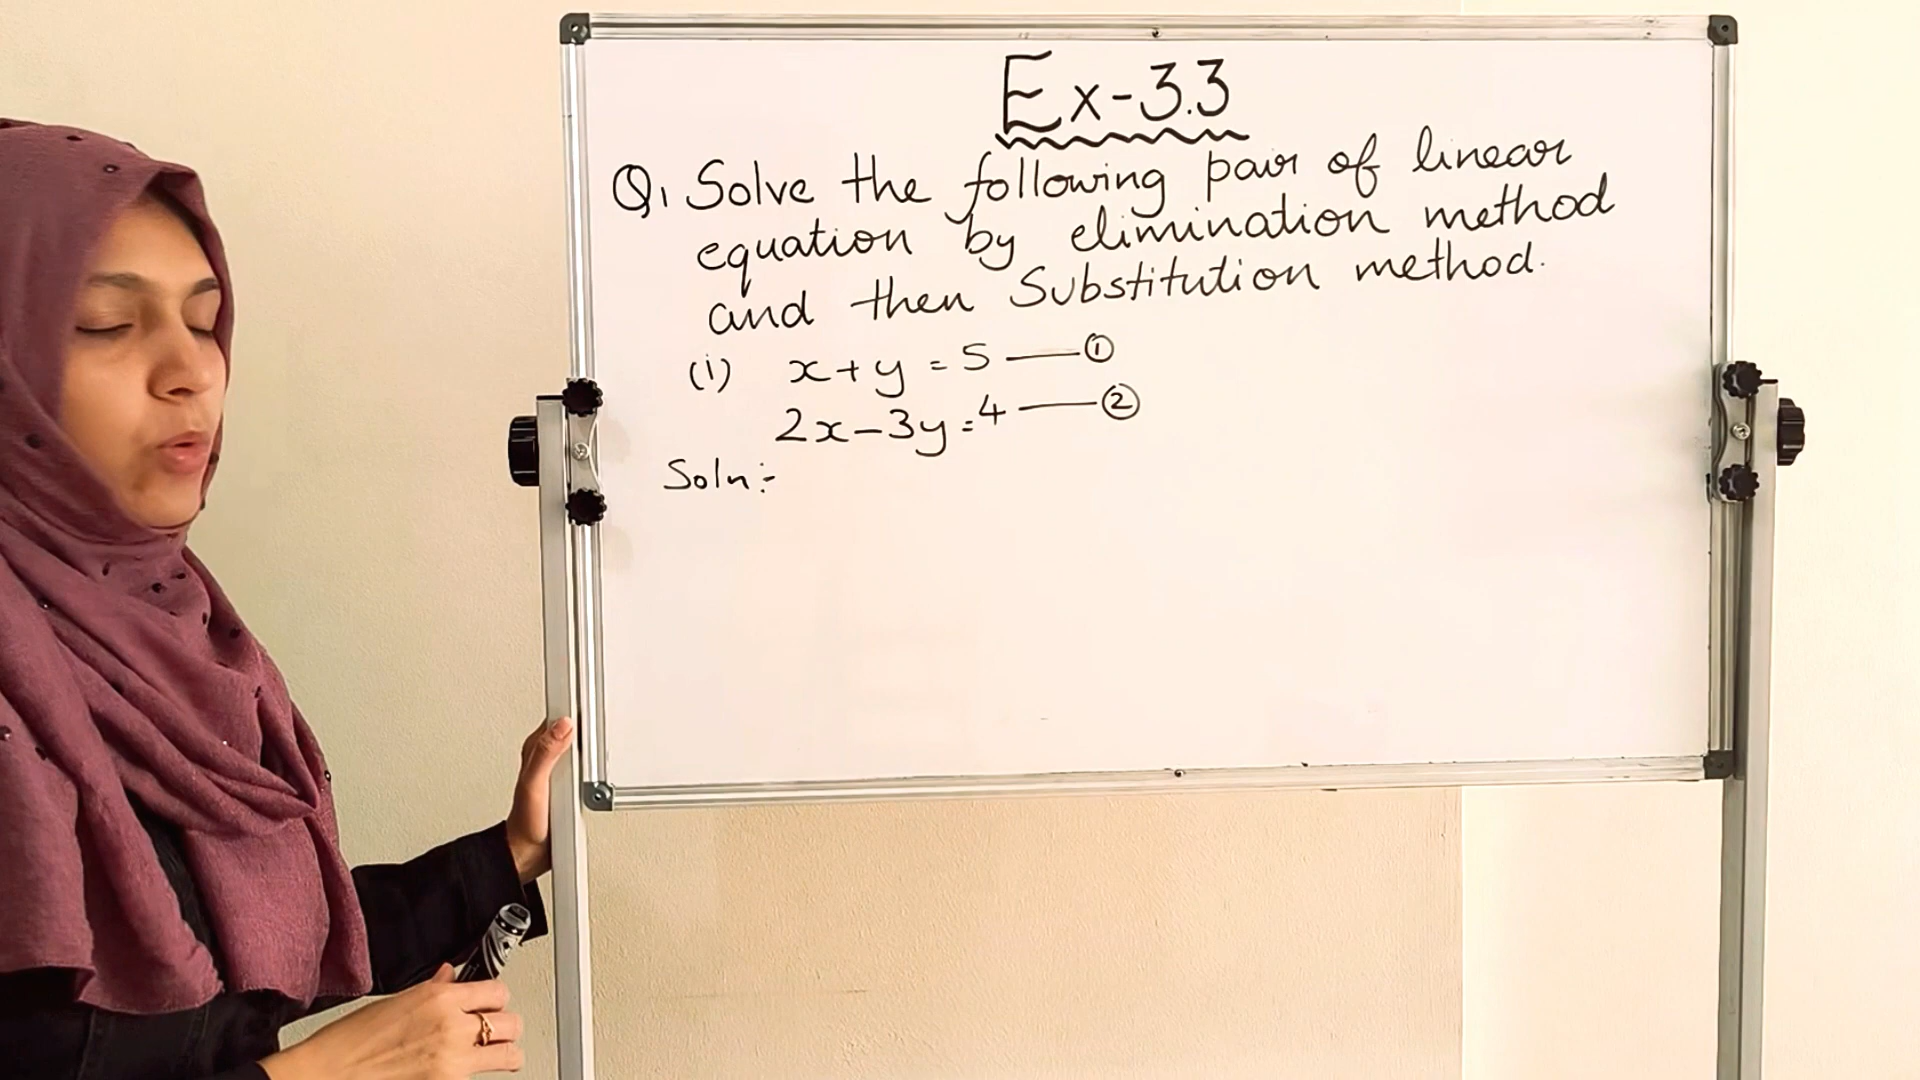 Ex-3.3
Q1 Solve the following pair of linear
equation by elimination method
and then Substitution method.
(i) x+y=5 —— ①
2x-3y=4 —— ②
Soln:-